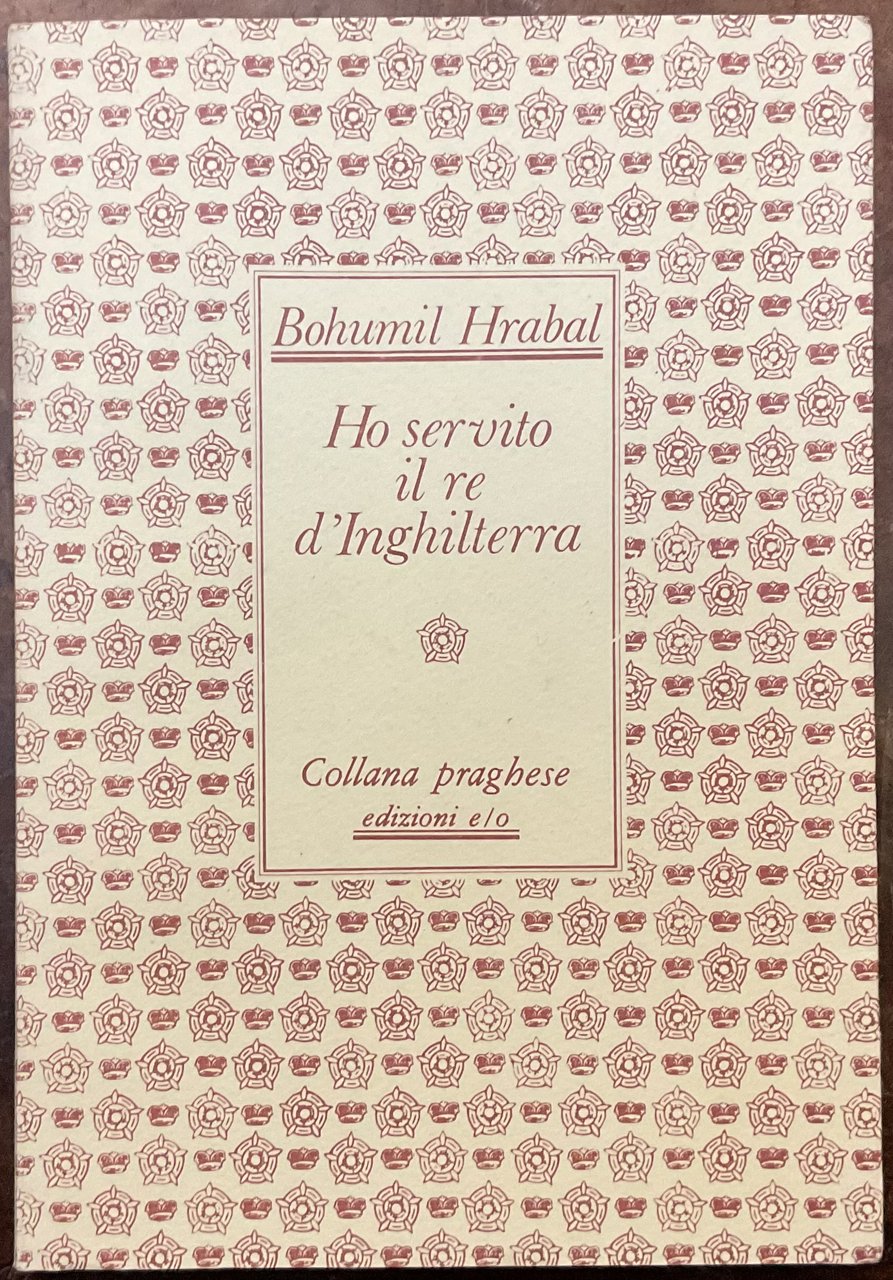 Bohumil Hrabal
Ho servito
il re
d'Inghilterra
Collana praghese
edizioni e/o